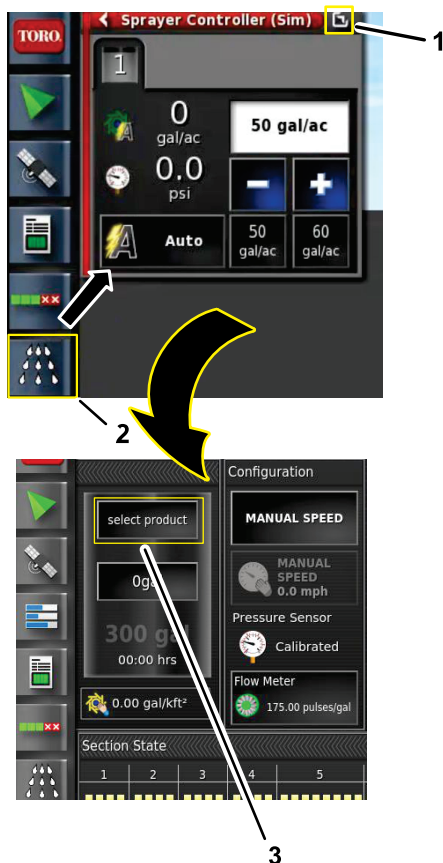 TORO.
Sprayer Controller (Sim)
1
1
0
gal/ac
50 gal/ac
0.0
psi
A
Auto
50
gal/ac
60
gal/ac
2
select product
Configuration
MANUAL SPEED
MANUAL
SPEED
0.0 mph
300 gal
00:00 hrs
Pressure Sensor
Calibrated
Flow Meter
175.00 pulses/gal
0.00 gal/kft²
Section State
1 2 3 4 5
3